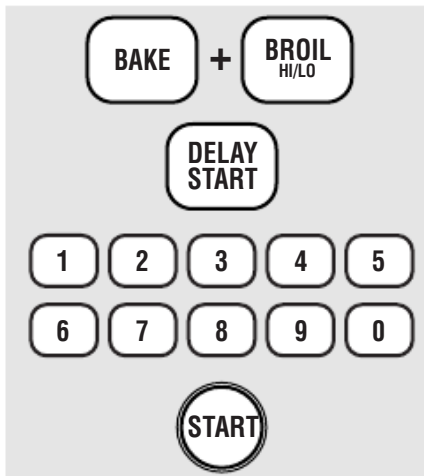 BAKE + BROIL
HI/LO
DELAY
START
1 2 3 4 5
6 7 8 9 0
START